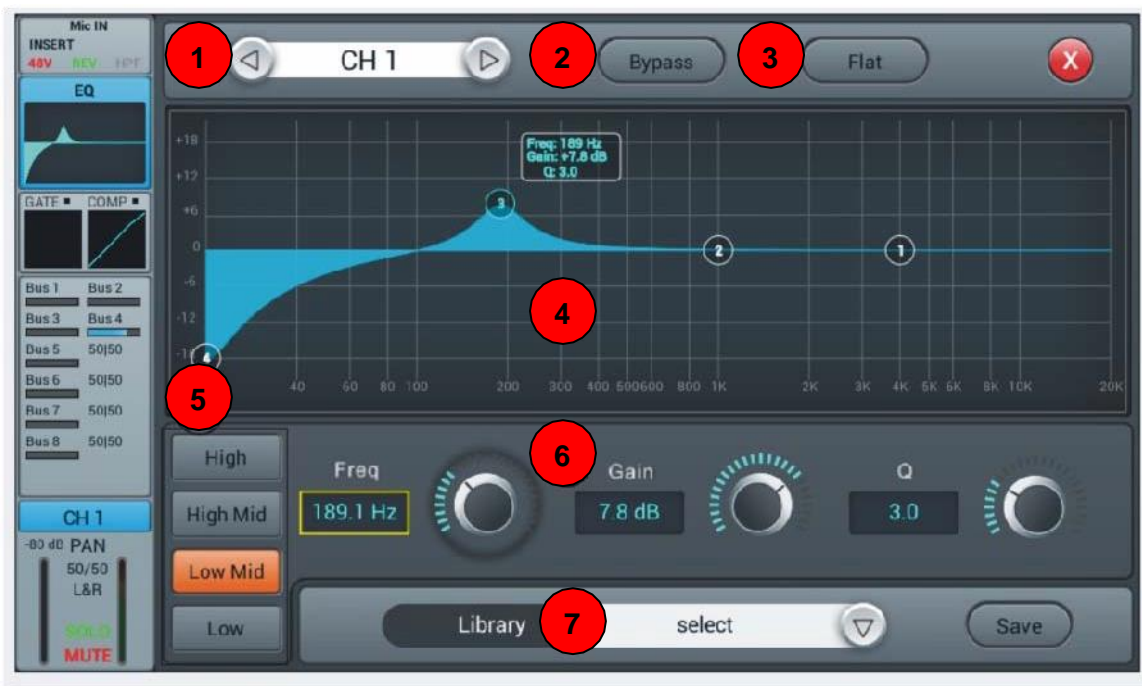 Mic IN
INSERT
48V REV HPF
EQ
GATE COMP
Bus 1 Bus 2
Bus 3 Bus 4
Bus 5 50|50
Bus 6 50|50
Bus 7 50|50
Bus 8 50|50
CH 1
-80 dB PAN
50/50
L&R
SOLO
MUTE
1 CH 1 2 Bypass 3 Flat X
+18
+12
+6
0
-6
-12
Freq: 189 Hz
Gain: +7.8 dB
Q: 3.0
3
2
1
4
4
40 60 80 100 200 300 400 500 600 800 1K 2K 3K 4K 5K 6K 8K 10K 20K
5
High
High Mid
Low Mid
Low
6
Freq
189.1 Hz
Gain
7.8 dB
Q
3.0
Library 7 select Save